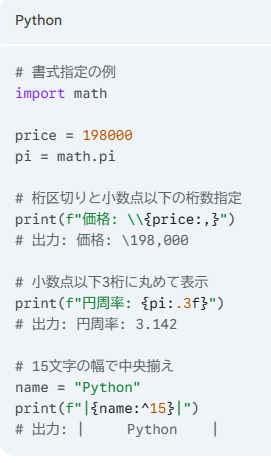 Python
# 書式指定の例
import math
price = 198000
pi = math.pi
# 桁区切りと小数点以下の桁数指定
print(f"価格: \\{price:,}")
# 出力: 価格: \198,000
# 小数点以下3桁に丸めて表示
print(f"円周率: {pi:.3f}")
# 出力: 円周率: 3.142
# 15文字の幅で中央揃え
name = "Python"
print(f"|{name:^15}|")
# 出力: |     Python    |